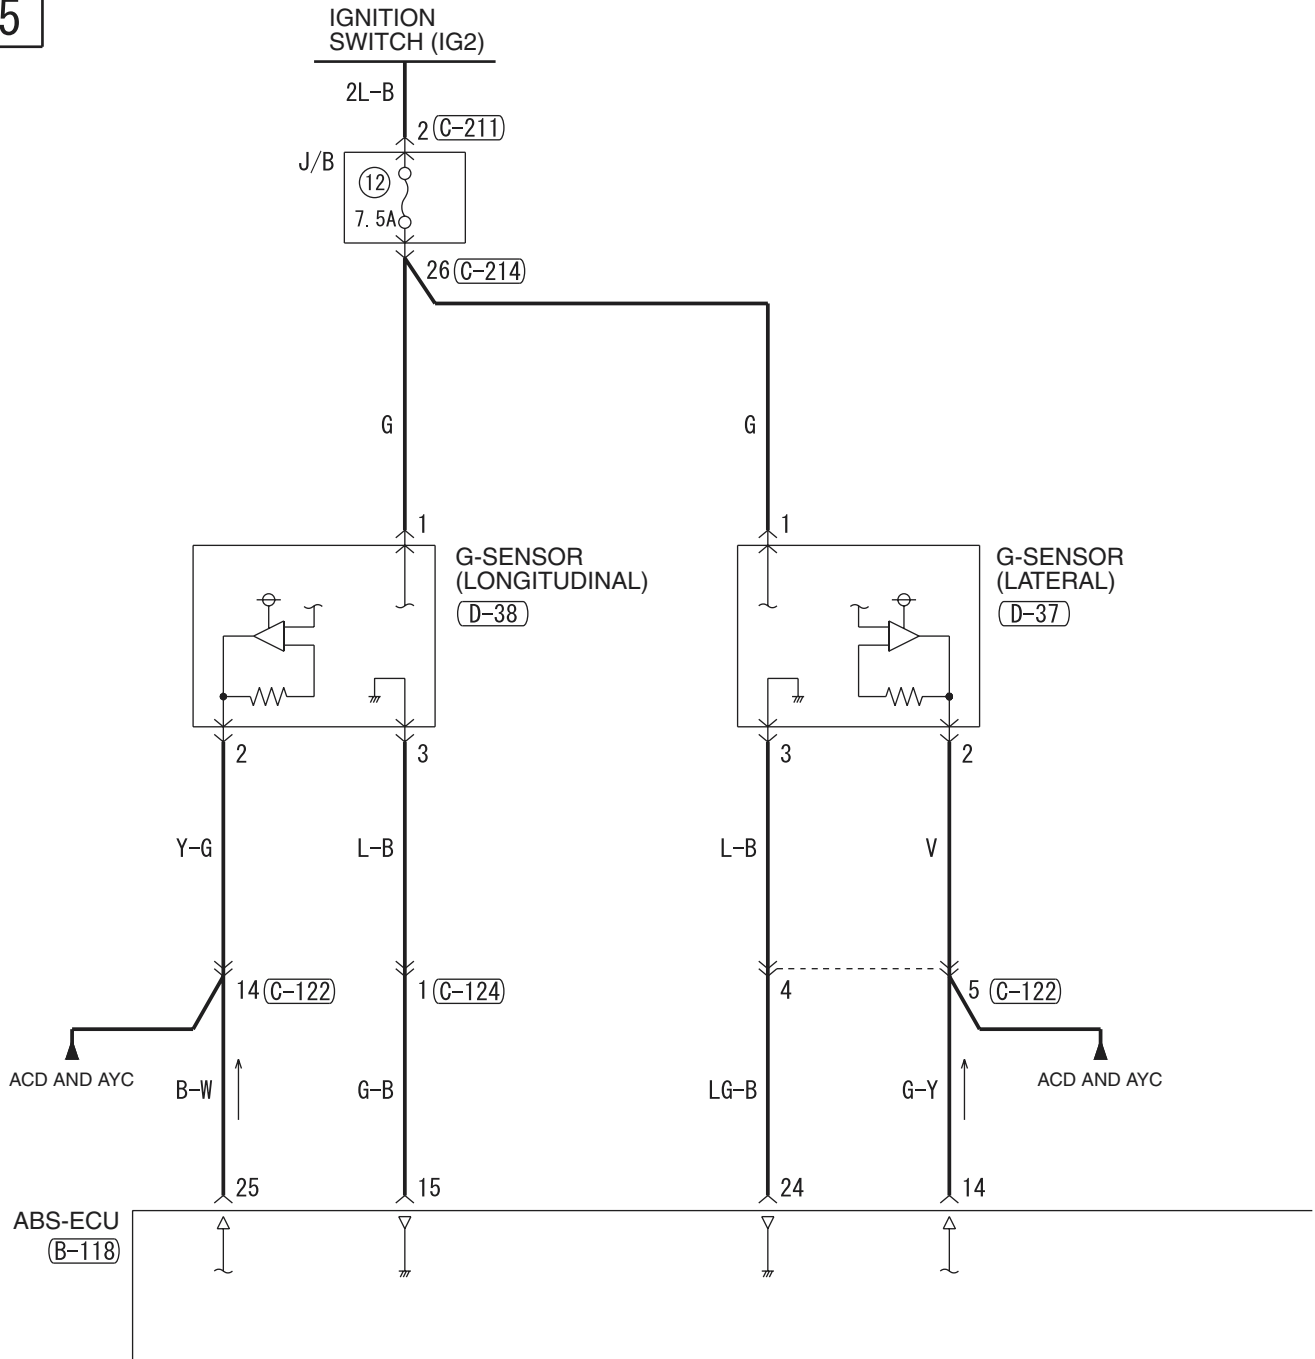 5
IGNITION
SWITCH (IG2)
2L-B
2 C-211
J/B
12
7.5A
26 C-214
G
G
1
1
G-SENSOR
(LONGITUDINAL)
D-38
G-SENSOR
(LATERAL)
D-37
2
3
3
2
Y-G
L-B
L-B
V
14 C-122
1 C-124
4
5 C-122
ACD AND AYC
ACD AND AYC
B-W
G-B
LG-B
G-Y
25
15
24
14
ABS-ECU
B-118